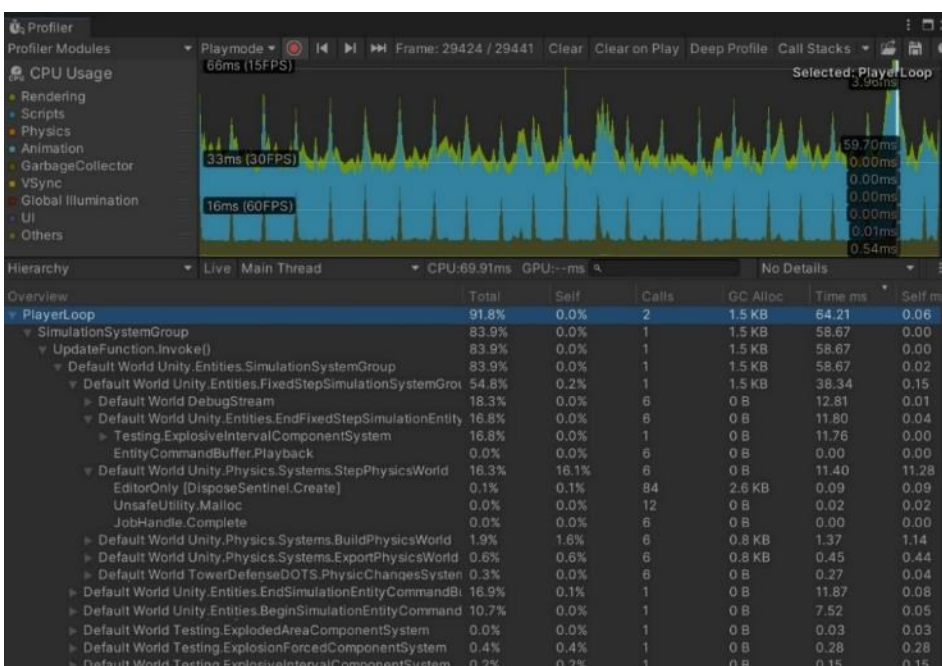 Profiler
Profiler Modules Playmode Frame: 29424 / 29441 Clear Clear on Play Deep Profile Call Stacks
CPU Usage 66ms (15FPS) Selected: PlayerLoop
Rendering 3.96ms
Scripts
Physics
Animation 59.70ms
GarbageCollector 33ms (30FPS) 0.00ms
VSync 0.00ms
Global Illumination 16ms (60FPS) 0.00ms
UI 0.00ms
Others 0.01ms
0.54ms
Hierarchy Live Main Thread CPU:69.91ms GPU:--ms No Details
Overview Total Self Calls GC Alloc Time ms Self m
PlayerLoop 91.8% 0.0% 2 1.5 KB 64.21 0.06
SimulationSystemGroup 83.9% 0.0% 1 1.5 KB 58.67 0.00
UpdateFunction.Invoke() 83.9% 0.0% 1 1.5 KB 58.67 0.00
Default World Unity.Entities.SimulationSystemGroup 83.9% 0.0% 1 1.5 KB 58.67 0.02
Default World Unity.Entities.FixedStepSimulationSystemGrou 54.8% 0.2% 1 1.5 KB 38.34 0.15
Default World DebugStream 18.3% 0.0% 6 0 B 12.81 0.01
Default World Unity.Entities.EndFixedStepSimulationEntity 16.8% 0.0% 6 0 B 11.80 0.04
Testing.ExplosiveIntervalComponentSystem 16.8% 0.0% 1 0 B 11.76 0.00
EntityCommandBuffer.Playback 0.0% 0.0% 6 0 B 0.00 0.00
Default World Unity.Physics.Systems.StepPhysicsWorld 16.3% 16.1% 6 0 B 11.40 11.28
EditorOnly [DisposeSentinel.Create] 0.1% 0.1% 84 2.6 KB 0.09 0.09
UnsafeUtility.Malloc 0.0% 0.0% 12 0 B 0.02 0.02
JobHandle.Complete 0.0% 0.0% 6 0 B 0.00 0.00
Default World Unity.Physics.Systems.BuildPhysicsWorld 1.9% 1.6% 6 0.8 KB 1.37 1.14
Default World Unity.Physics.Systems.ExportPhysicsWorld 0.6% 0.6% 6 0.8 KB 0.45 0.44
Default World TowerDefenseDOTS.PhysicChangesSystem 0.3% 0.0% 6 0 B 0.27 0.04
Default World Unity.Entities.EndSimulationEntityCommandBu 16.9% 0.1% 1 0 B 11.87 0.08
Default World Unity.Entities.BeginSimulationEntityCommand 10.7% 0.0% 1 0 B 7.52 0.05
Default World Testing.ExplodedAreaComponentSystem 0.0% 0.0% 1 0 B 0.03 0.03
Default World Testing.ExplosionForcedComponentSystem 0.4% 0.4% 1 0 B 0.28 0.28
Default World Testing.ExplosiveIntervalComponentSystem 0.2% 0.2% 1 0 B 0.15 0.15